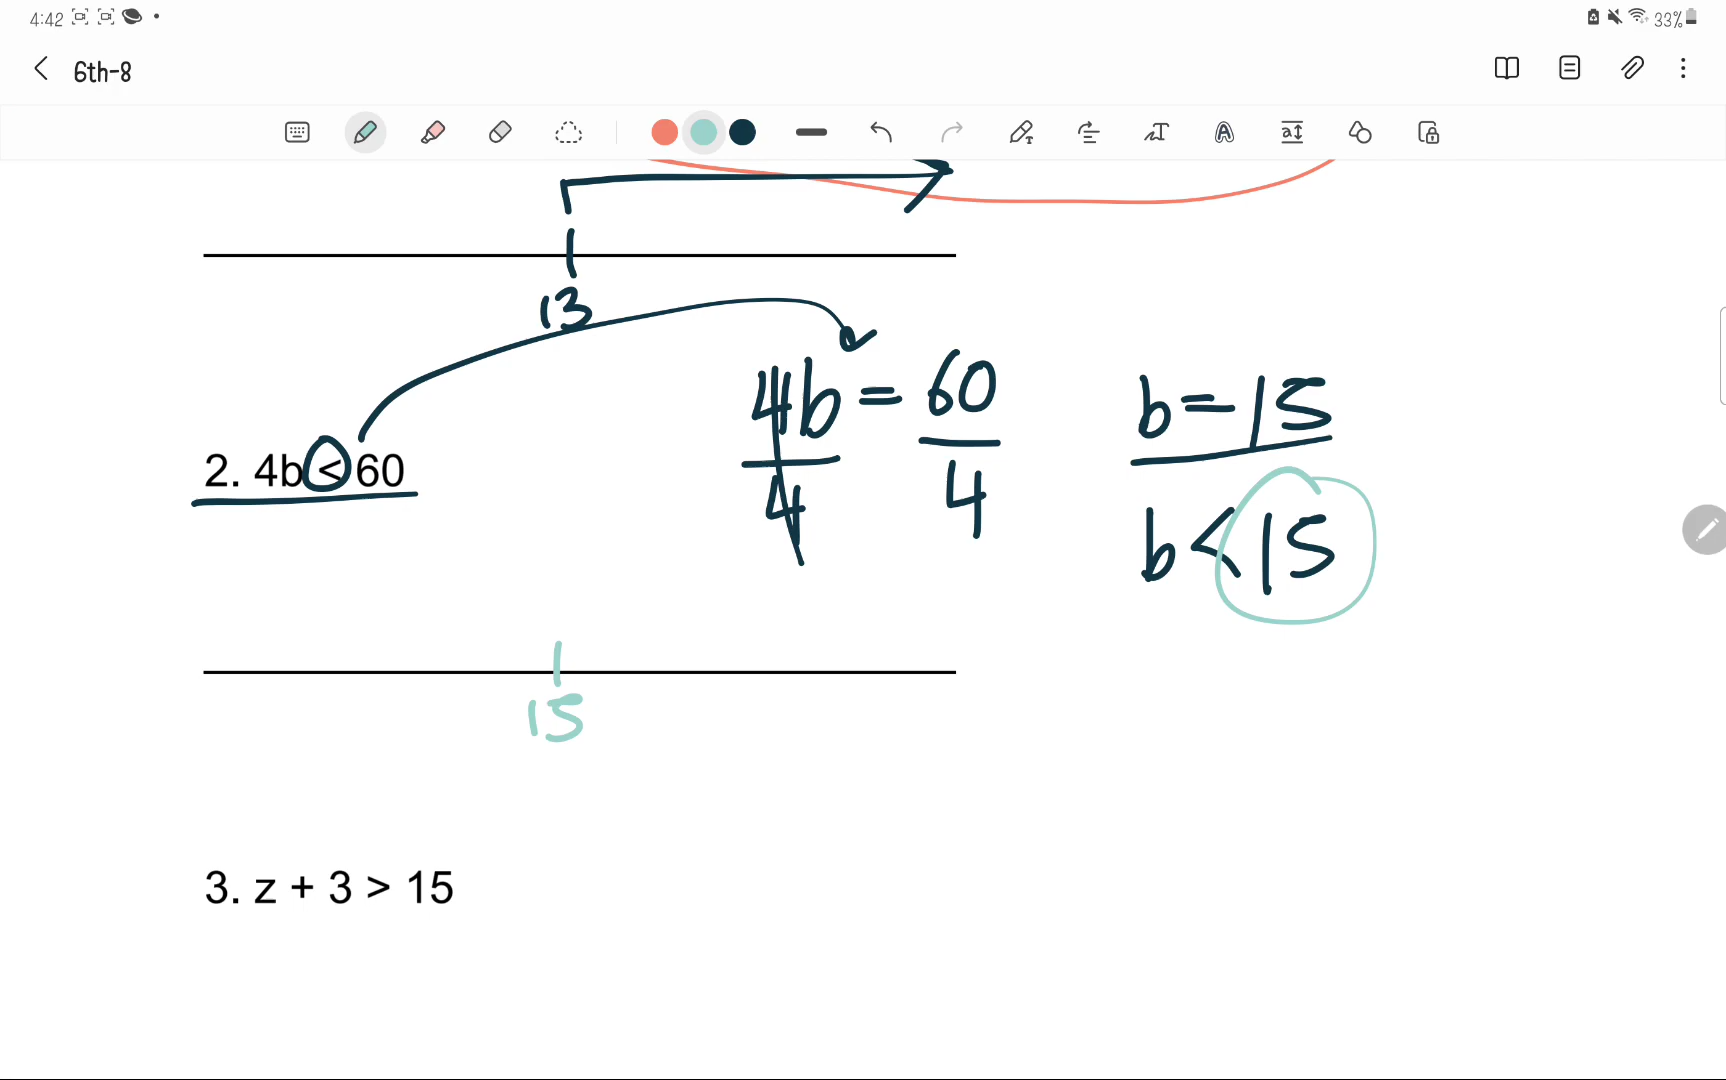 4:42
33%
6th-8
13
4b = 60
4 4
b = 15
2. 4b < 60
b < 15
15
3. z + 3 > 15